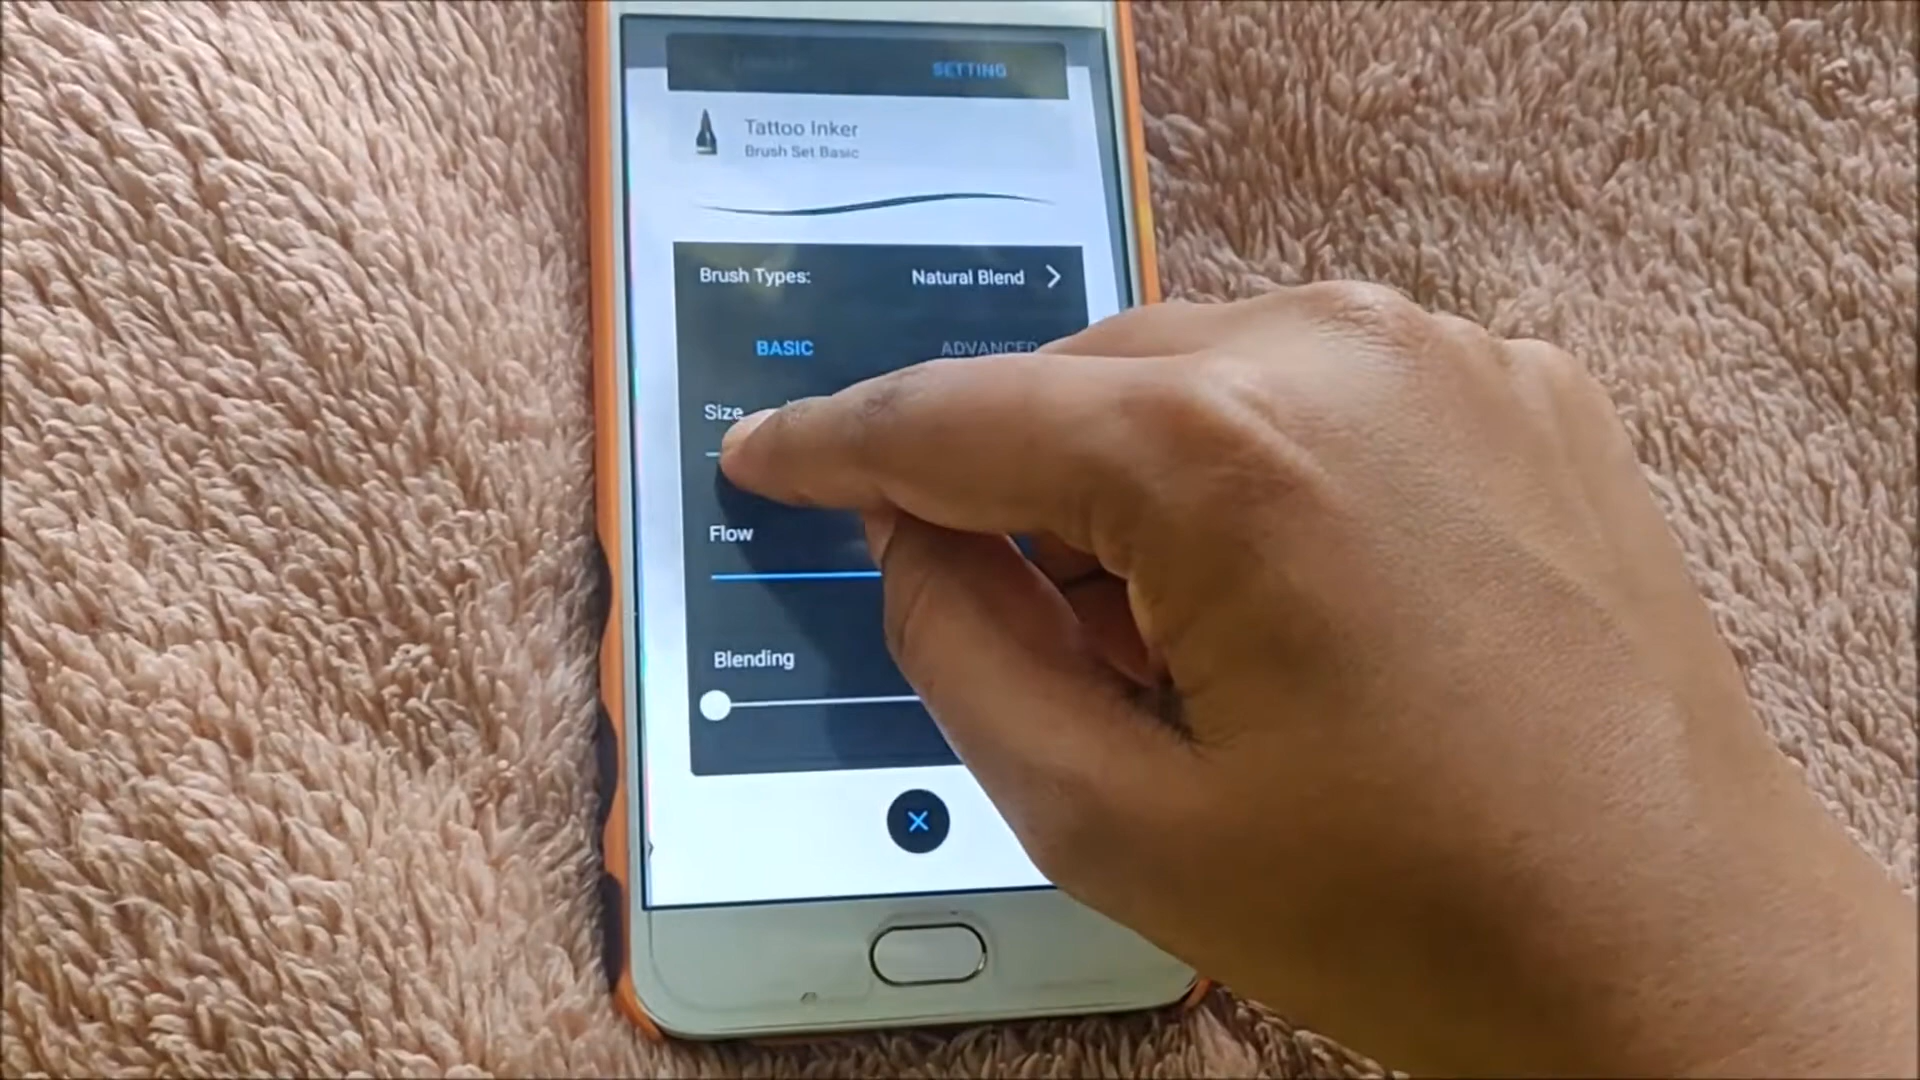 SETTING
Tattoo Inker
Brush Set Basic
Brush Types: Natural Blend
BASIC ADVANCED
Size
Flow
Blending